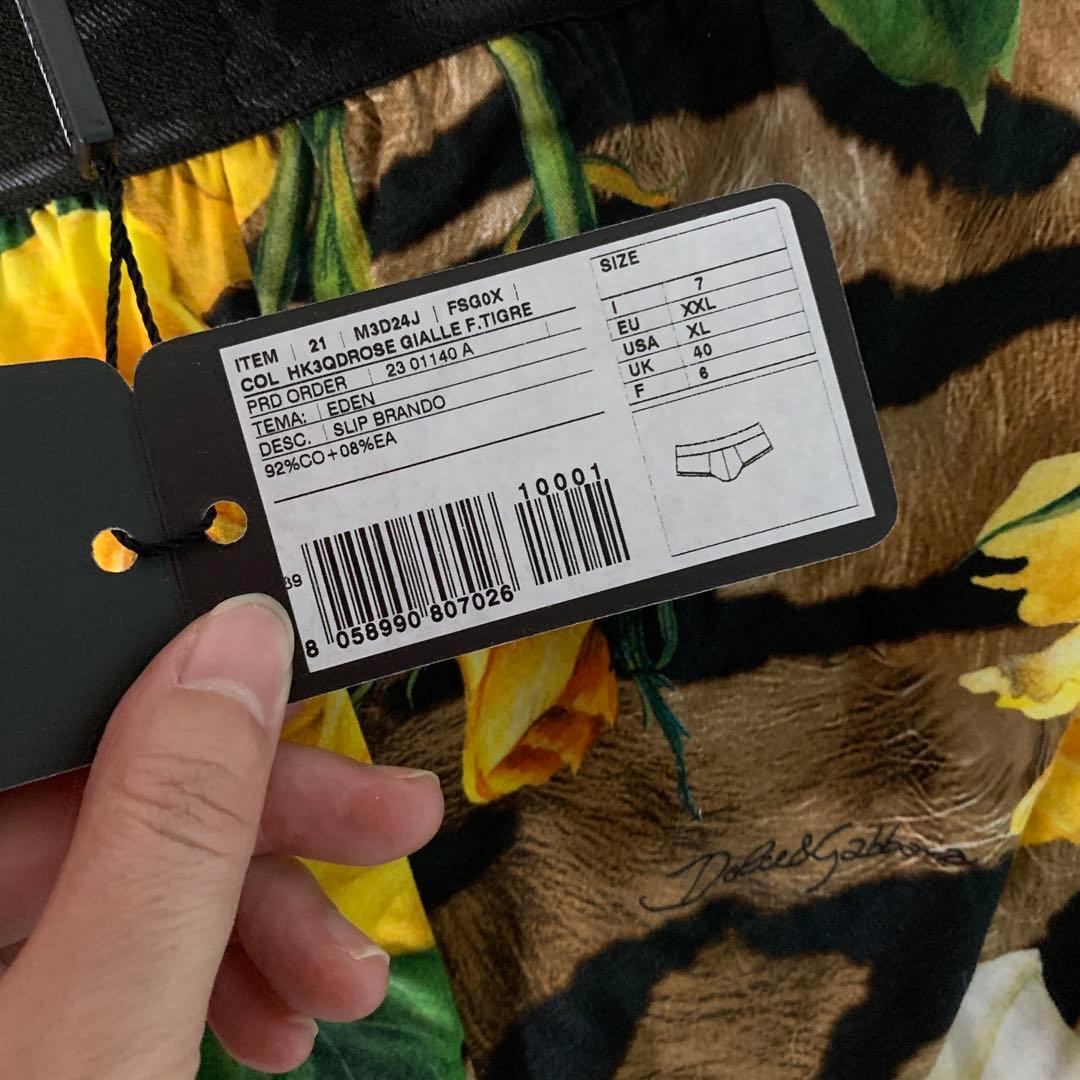 ITEM 21 M3D24J FSG0X
COL HK3QDROSE GIALLE F.TIGRE
PRD ORDER 23 01140 A
TEMA: EDEN
DESC. SLIP BRANDO
92%CO+08%EA
SIZE
I 7
EU XXL
USA XL
UK 40
F 6
10001
39
8 058990 807026
Dolce&Gabbana